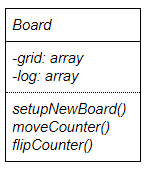 Board
-grid: array
-log: array
setupNewBoard()
moveCounter()
flipCounter()